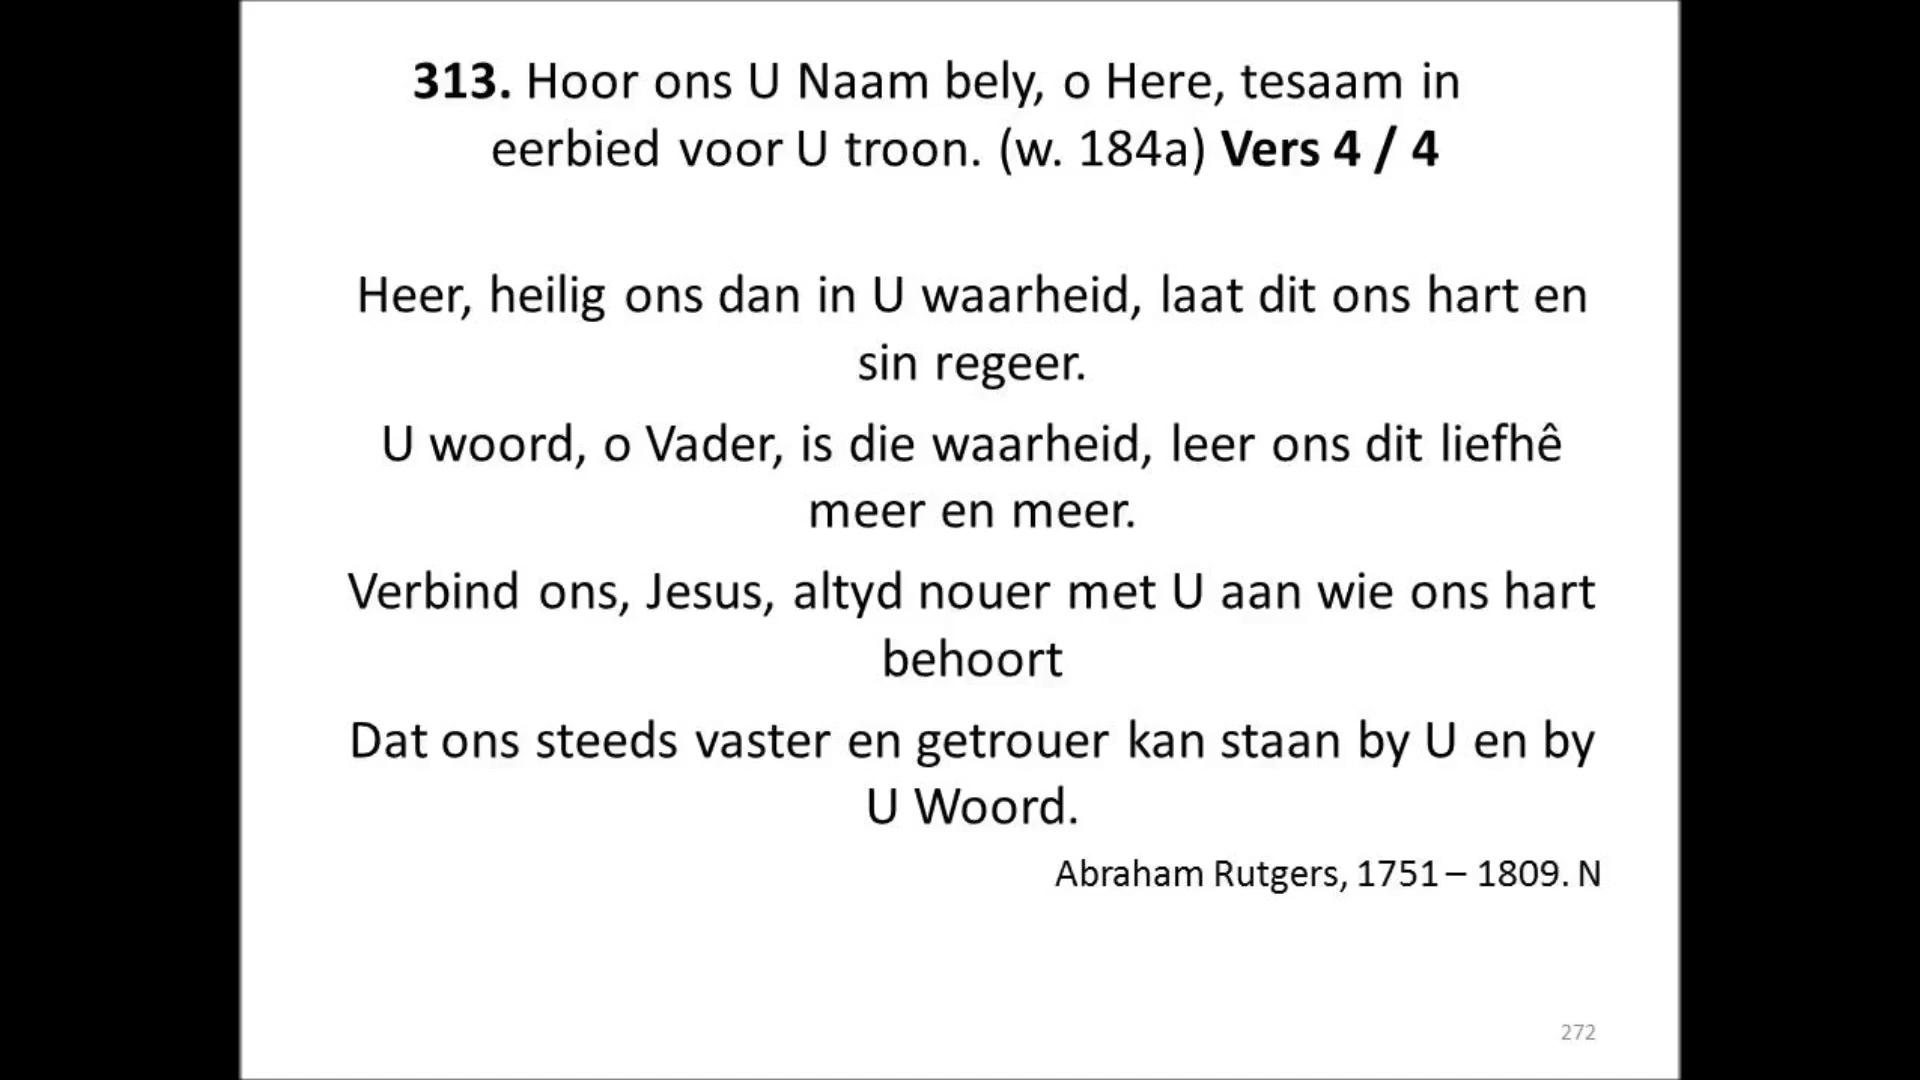 313. Hoor ons U Naam bely, o Here, tesaam in
eerbied voor U troon. (w. 184a) Vers 4 / 4
Heer, heilig ons dan in U waarheid, laat dit ons hart en
sin regeer.
U woord, o Vader, is die waarheid, leer ons dit liefhê
meer en meer.
Verbind ons, Jesus, altyd nouer met U aan wie ons hart
behoort
Dat ons steeds vaster en getrouer kan staan by U en by
U Woord.
Abraham Rutgers, 1751 – 1809. N
272